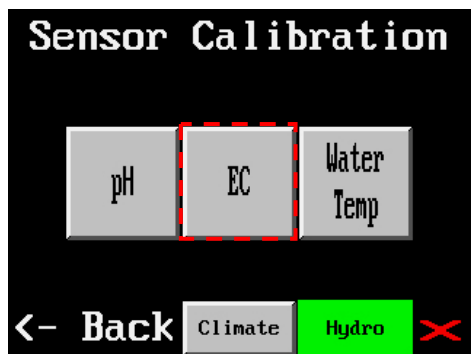 Sensor Calibration
pH
EC
Water
Temp
<- Back
Climate
Hydro